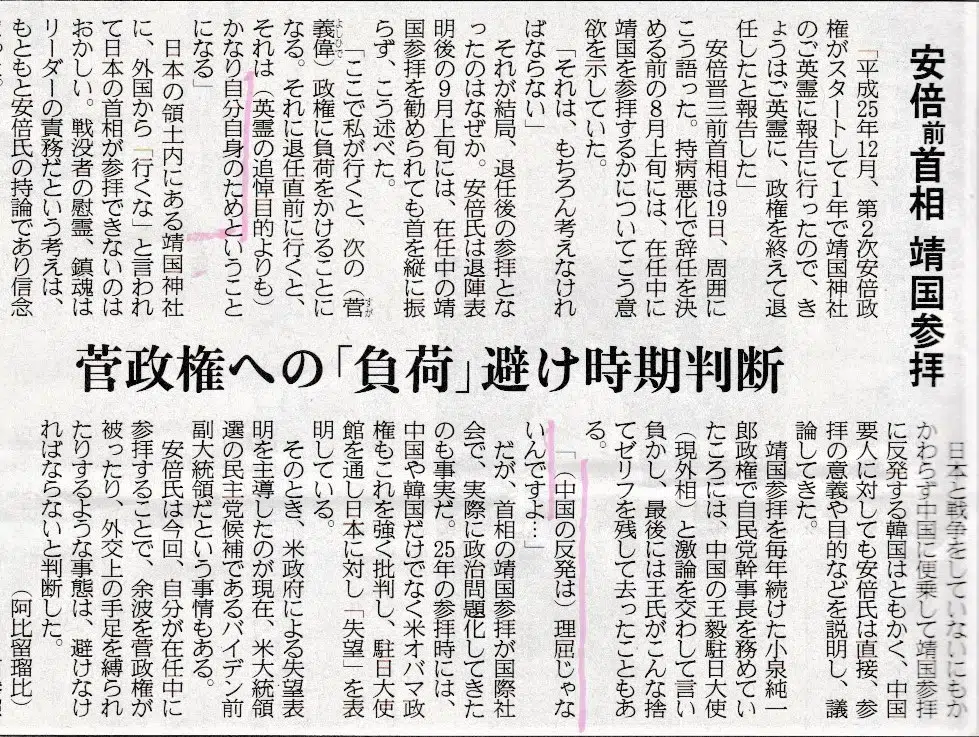 安倍前首相 靖国参拝
菅政権への「負荷」避け時期判断
「平成25年12月、第2次安倍政
権がスタートして1年で靖国神社
のご英霊に報告に行ったので、き
ょうはご英霊に、政権を終えて退
任したと報告した」
安倍晋三前首相は19日、周囲に
こう語った。持病悪化で辞任を決
める前の8月上旬には、在任中に
靖国を参拝するかについてこう意
欲を示していた。
「それは、もちろん考えなけれ
ばならない」
それが結局、退任後の参拝とな
ったのはなぜか。安倍氏は退陣表
明後の9月上旬には、在任中の靖
国参拝を勧められても首を縦に振
らず、こう述べた。
「ここで私が行くと、次の(菅
義偉)政権に負荷をかけることに
なる。それに退任直前に行くと、
それは(英霊の追悼目的よりも)
かなり自分自身のためということ
になる」
日本の領土内にある靖国神社
に、外国から「行くな」と言われ
て日本の首相が参拝できないのは
おかしい。戦没者の慰霊、鎮魂は
リーダーの責務だという考えは、
もともと安倍氏の持論であり信念
日本と戦争をしていないにもか
かわらず中国に便乗して靖国参拝
に反発する韓国はともかく、中国
要人に対しても安倍氏は直接、参
拝の意義や目的などを説明し、議
論してきた。
靖国参拝を毎年続けた小泉純一
郎政権で自民党幹事長を務めてい
たころには、中国の王毅駐日大使
(現外相)と激論を交わして言い
負かし、最後には王氏がこんな捨
てゼリフを残して去ったこともあ
る。
「(中国の反発は)理屈じゃな
いんですよ…」
だが、首相の靖国参拝が国際社
会で、実際に政治問題化してきた
のも事実だ。25年の参拝時には、
中国や韓国だけでなく米オバマ政
権もこれを強く批判し、駐日大使
館を通し日本に対し「失望」を表
明している。
そのとき、米政府による失望表
明を主導したのが現在、米大統領
選の民主党候補であるバイデン前
副大統領だという事情もある。
安倍氏は今回、自分が在任中に
参拝することで、余波を菅政権が
被ったり、外交上の手足を縛られ
たりするような事態は、避けなけ
ればならないと判断した。
(阿比留瑠比)